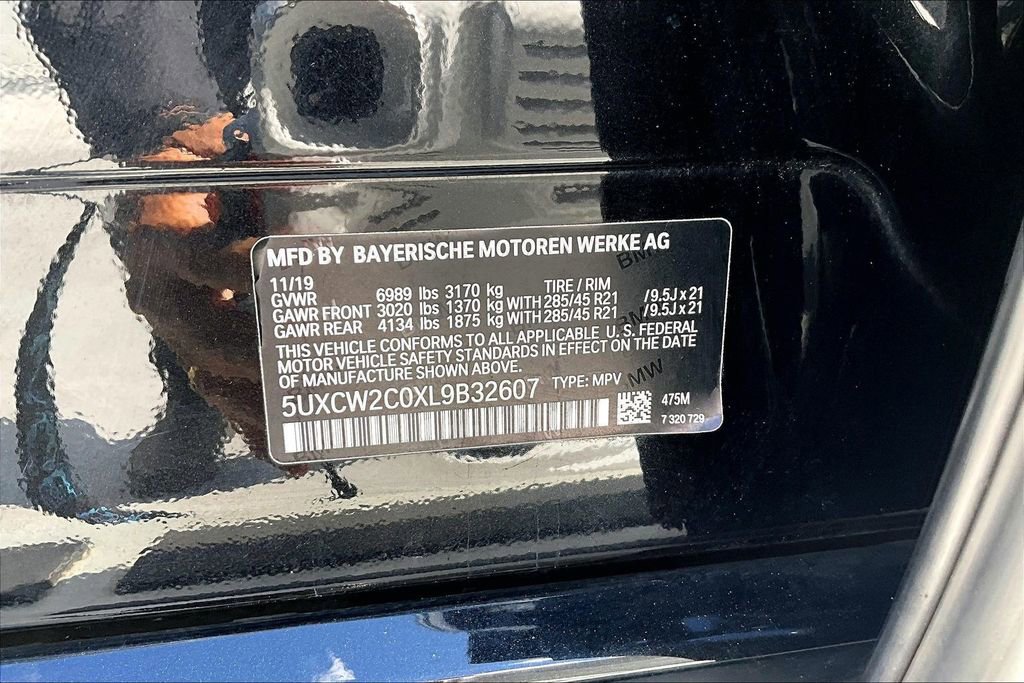 MFD BY BAYERISCHE MOTOREN WERKE AG
11/19 TIRE / RIM
GVWR 6989 lbs 3170 kg
GAWR FRONT 3020 lbs 1370 kg WITH 285/45 R21 /9.5J x 21
GAWR REAR 4134 lbs 1875 kg WITH 285/45 R21 /9.5J x 21
THIS VEHICLE CONFORMS TO ALL APPLICABLE U. S. FEDERAL
MOTOR VEHICLE SAFETY STANDARDS IN EFFECT ON THE DATE
OF MANUFACTURE SHOWN ABOVE.
5UXCW2C0XL9B32607 TYPE: MPV
475M
7 320 729